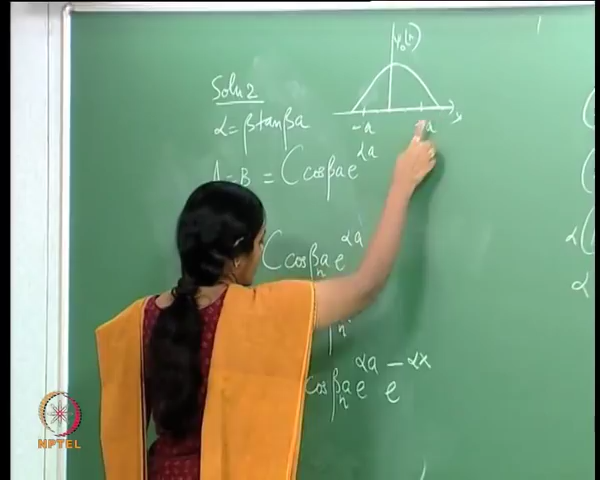 ψ₀(x)
Soln 2
α = β tan βa
-a
a
x
A = B = C cos βa e^{αa}
C cos βₙa e^{αa}
cos βₙa e^{αa} e^{-αx}
α
α
NPTEL